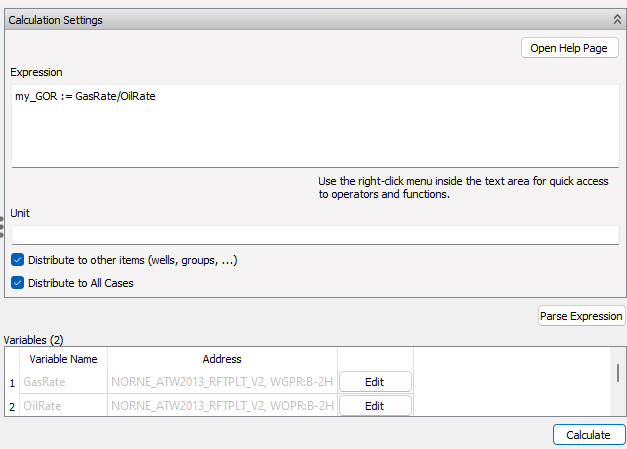 Calculation Settings
Open Help Page
Expression
my_GOR := GasRate/OilRate
Use the right-click menu inside the text area for quick access
to operators and functions.
Unit
Distribute to other items (wells, groups, ...)
Distribute to All Cases
Parse Expression
Variables (2)
Variable Name Address
1 GasRate NORNE_ATW2013_RFTPLT_V2, WGPR:B-2H Edit
2 OilRate NORNE_ATW2013_RFTPLT_V2, WOPR:B-2H Edit
Calculate